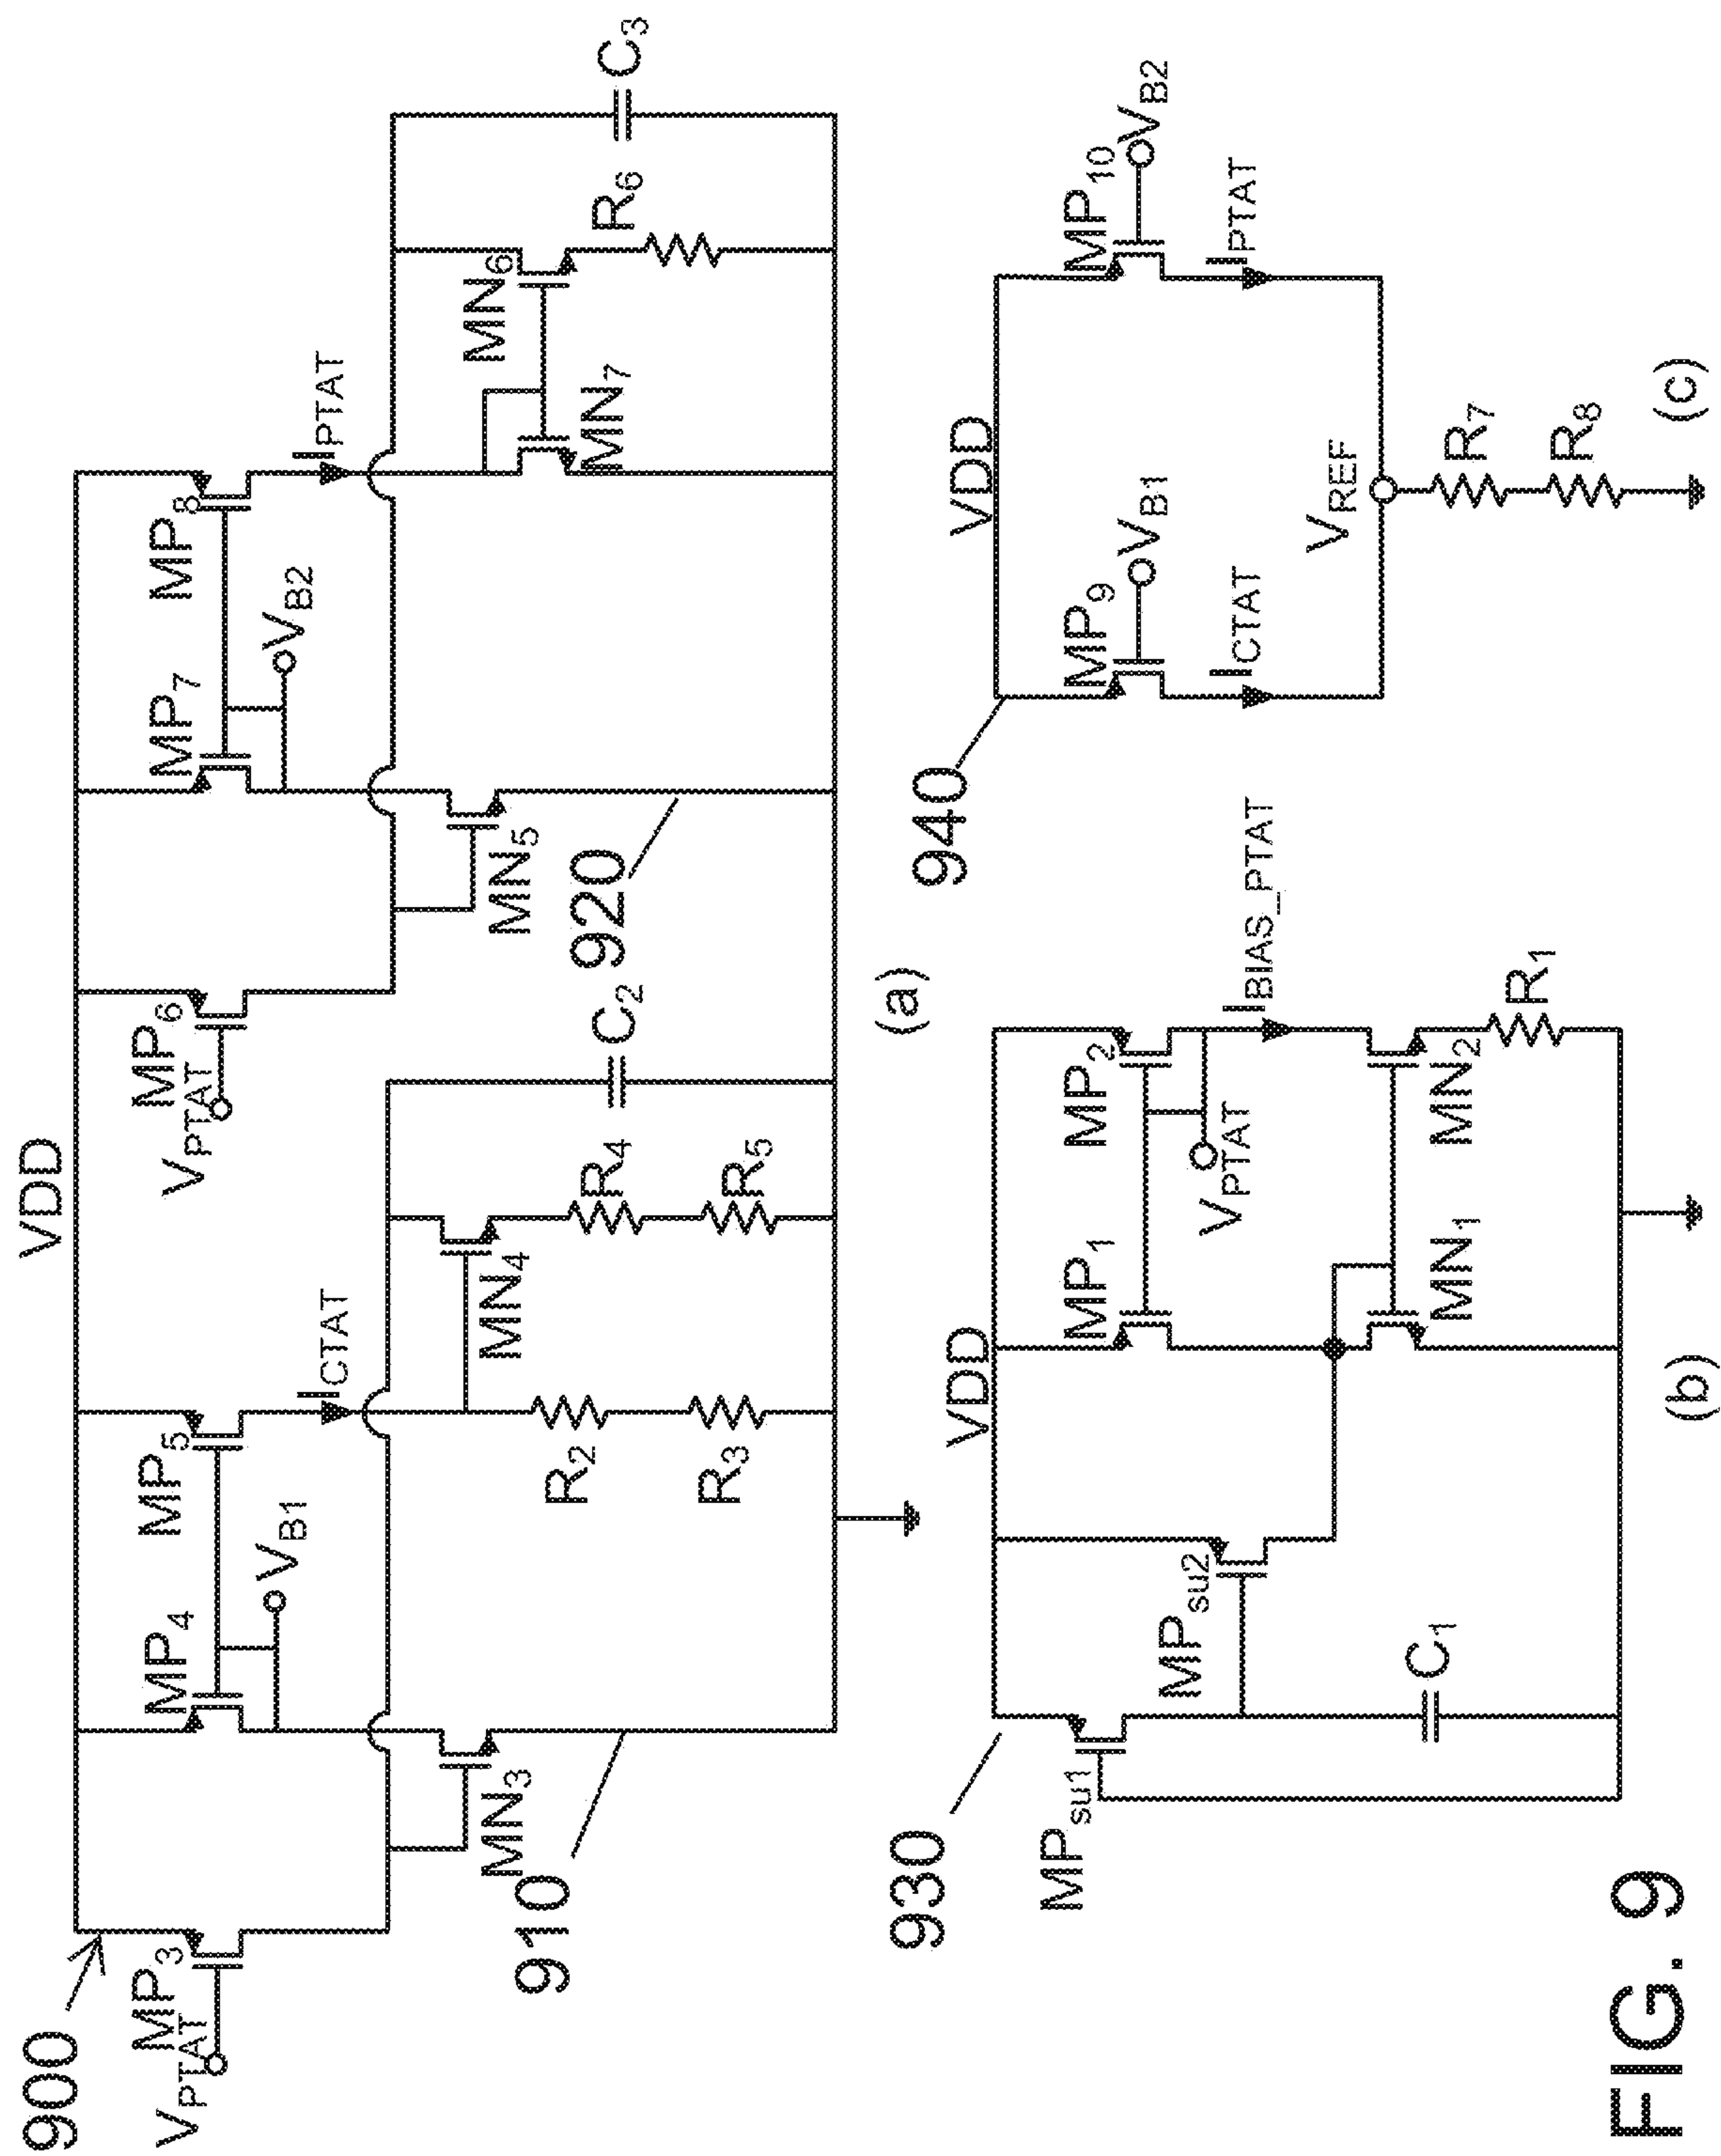 900
VDD
MP3
VPTAT
MP4
VB1
MP5
ICTAT
MP6
VPTAT
MP7
VB2
MP8
IPTAT
MN3
910
R2
R3
MN4
R4
R5
C2
MN5
920
MN7
MN6
R6
C3
(a)
930
VDD
MPsu1
MPsu2
C1
MP1
MP2
VPTAT
IBIAS_PTAT
MN1
MN2
R1
(b)
940
VDD
MP9
VB1
ICTAT
MP10
VB2
IPTAT
VREF
R7
R8
(c)
FIG. 9